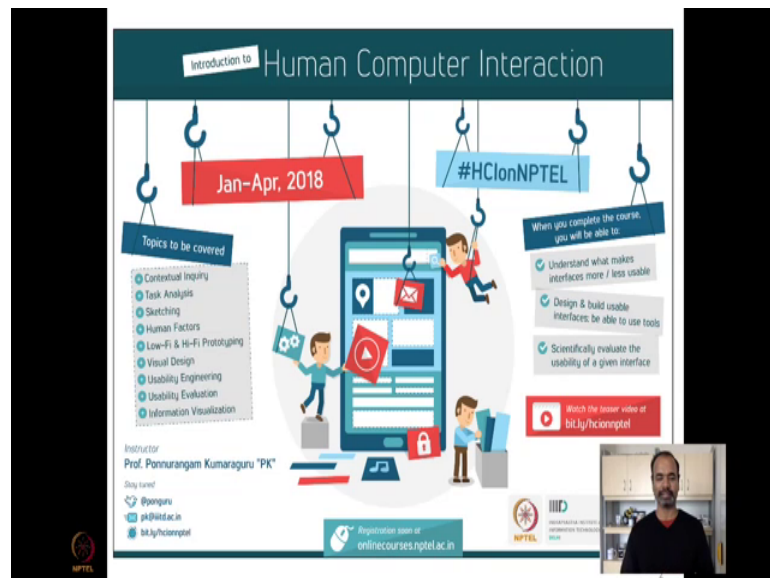 Introduction to Human Computer Interaction
Jan-Apr, 2018
#HCIonNPTEL
Topics to be covered
Contextual Inquiry
Task Analysis
Sketching
Human Factors
Low-Fi & Hi-Fi Prototyping
Visual Design
Usability Engineering
Usability Evaluation
Information Visualization
When you complete the course,
you will be able to:
Understand what makes
interfaces more / less usable
Design & build usable
interfaces; be able to use tools
Scientifically evaluate the
usability of a given interface
Watch the teaser video at
bit.ly/hcionnptel
Instructor
Prof. Ponnurangam Kumaraguru "PK"
Stay tuned
@ponguru
pk@iiitd.ac.in
bit.ly/hcionnptel
Registration soon at
onlinecourses.nptel.ac.in
NPTEL
INFORMATION TECHNOLOGY
DELHI
NPTEL